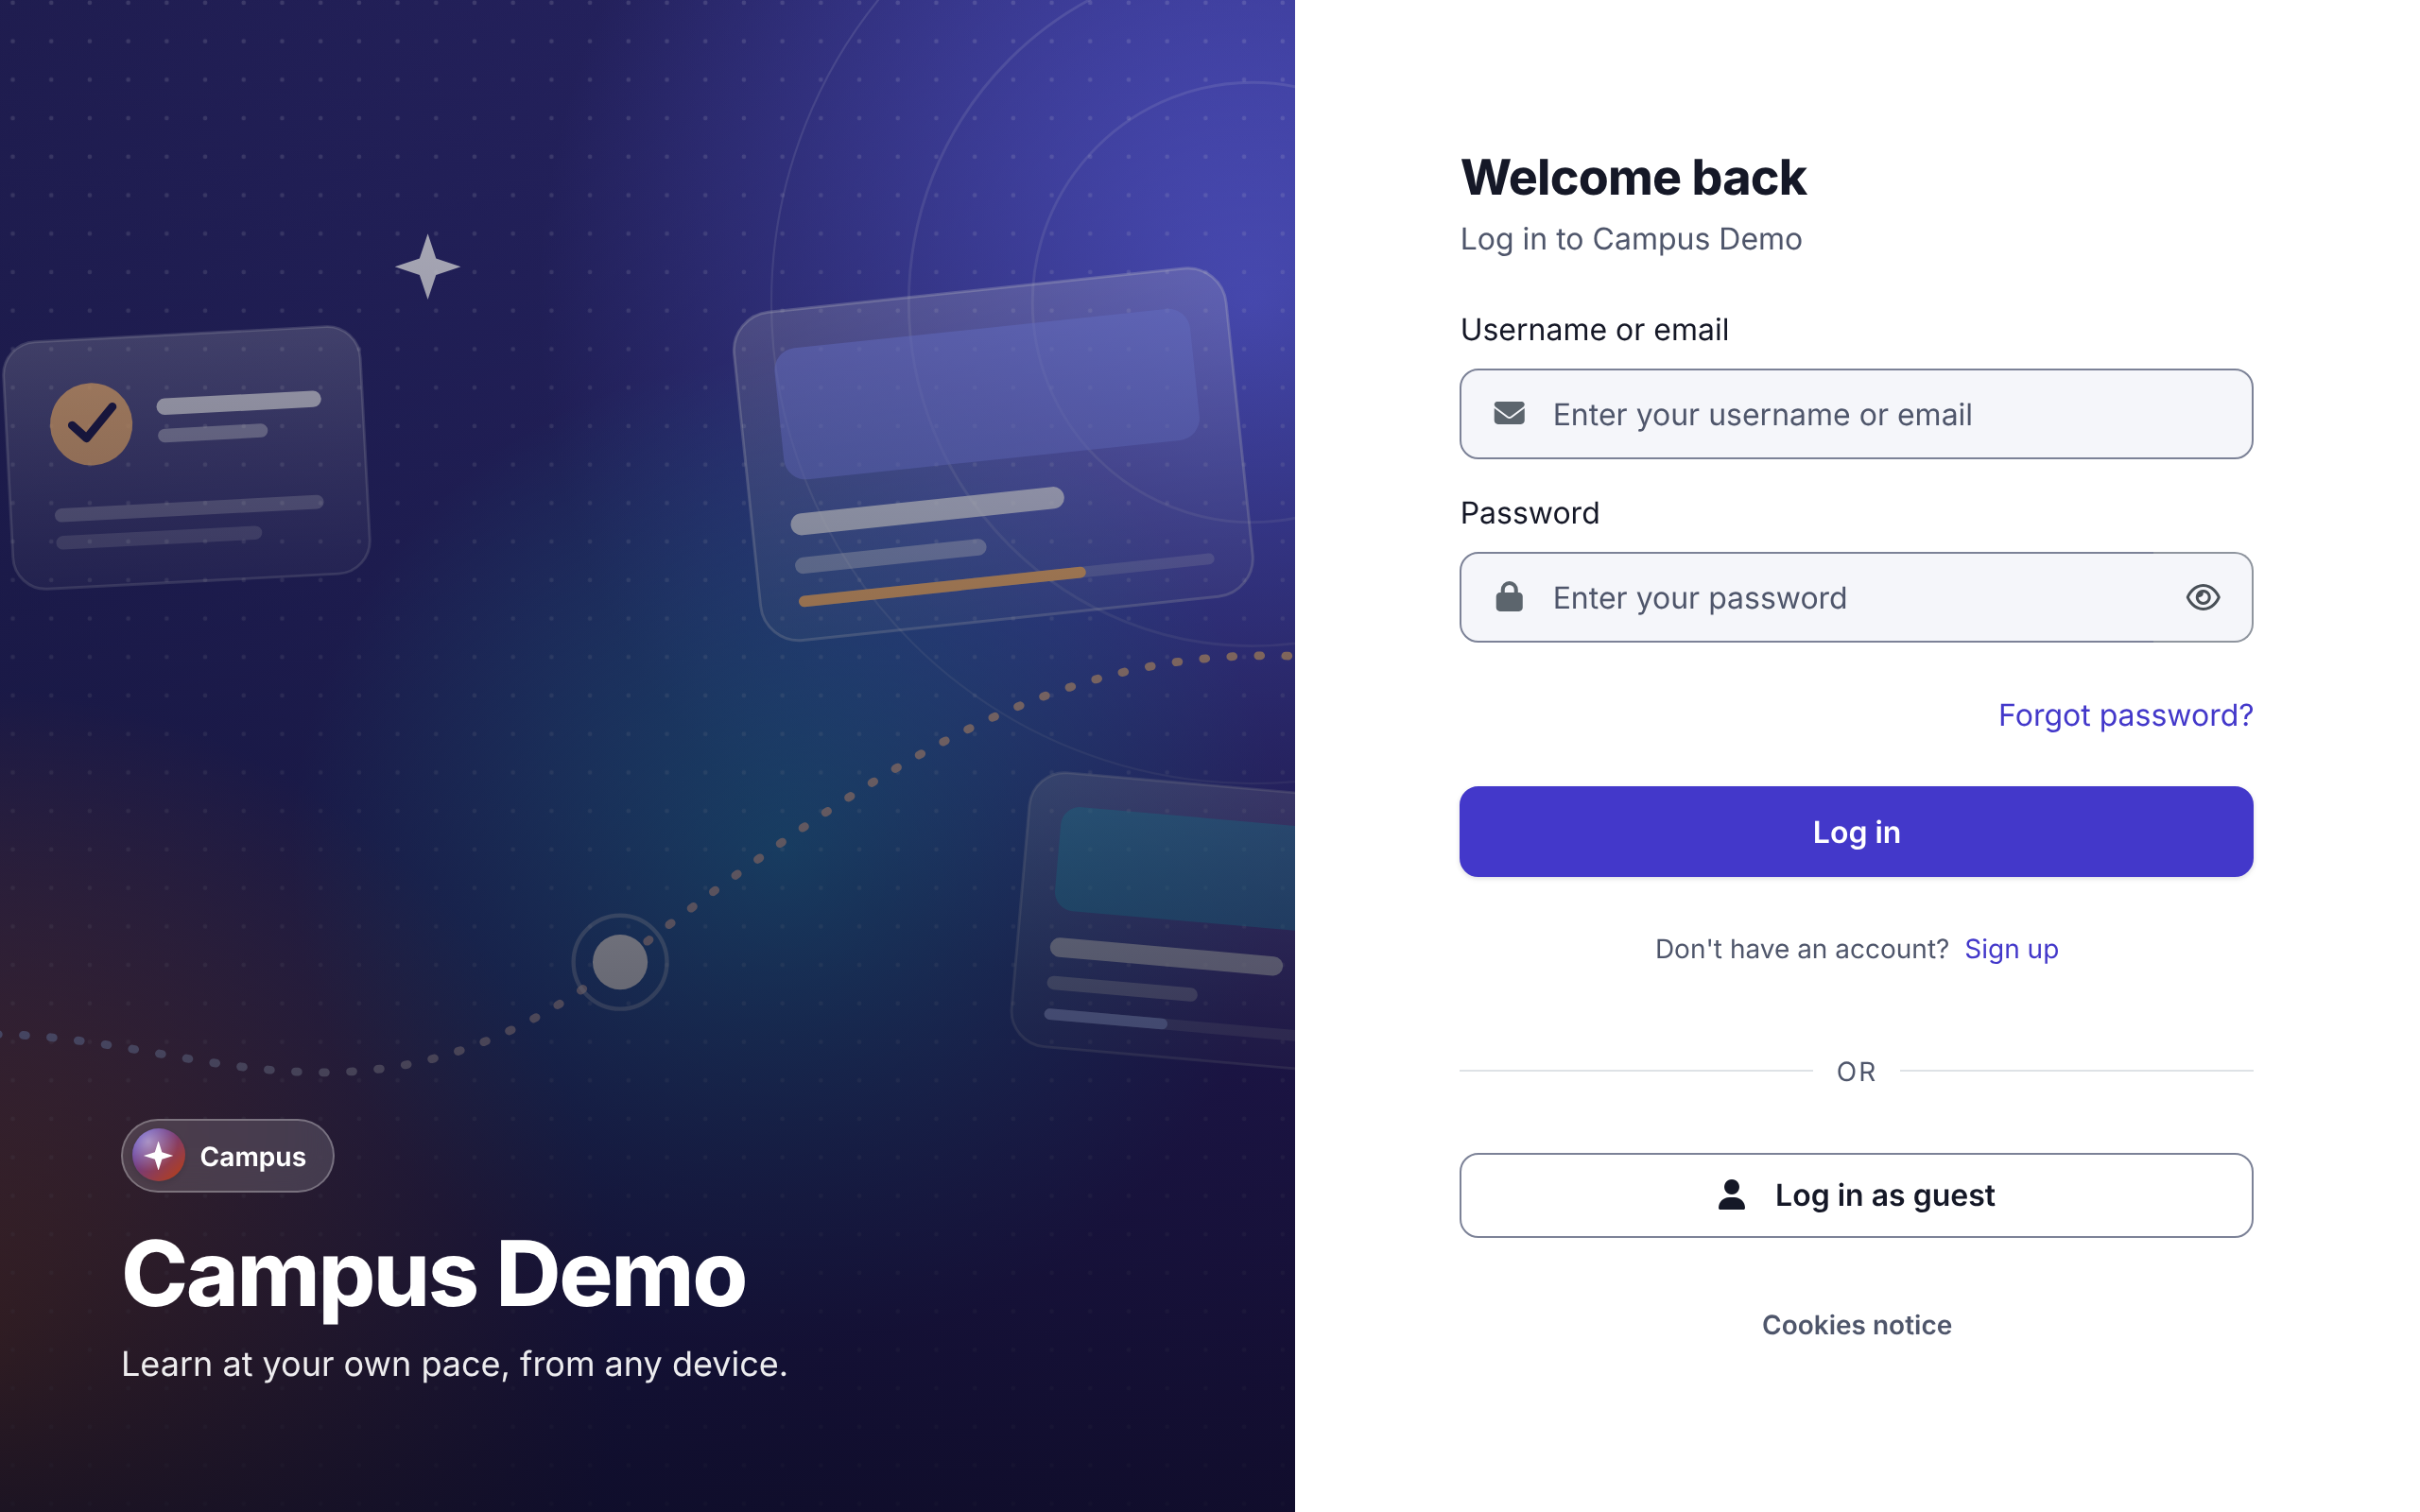 Campus
Campus Demo
Learn at your own pace, from any device.
Welcome back
Log in to Campus Demo
Username or email
Enter your username or email
Password
Enter your password
Forgot password?
Log in
Don't have an account? Sign up
OR
Log in as guest
Cookies notice